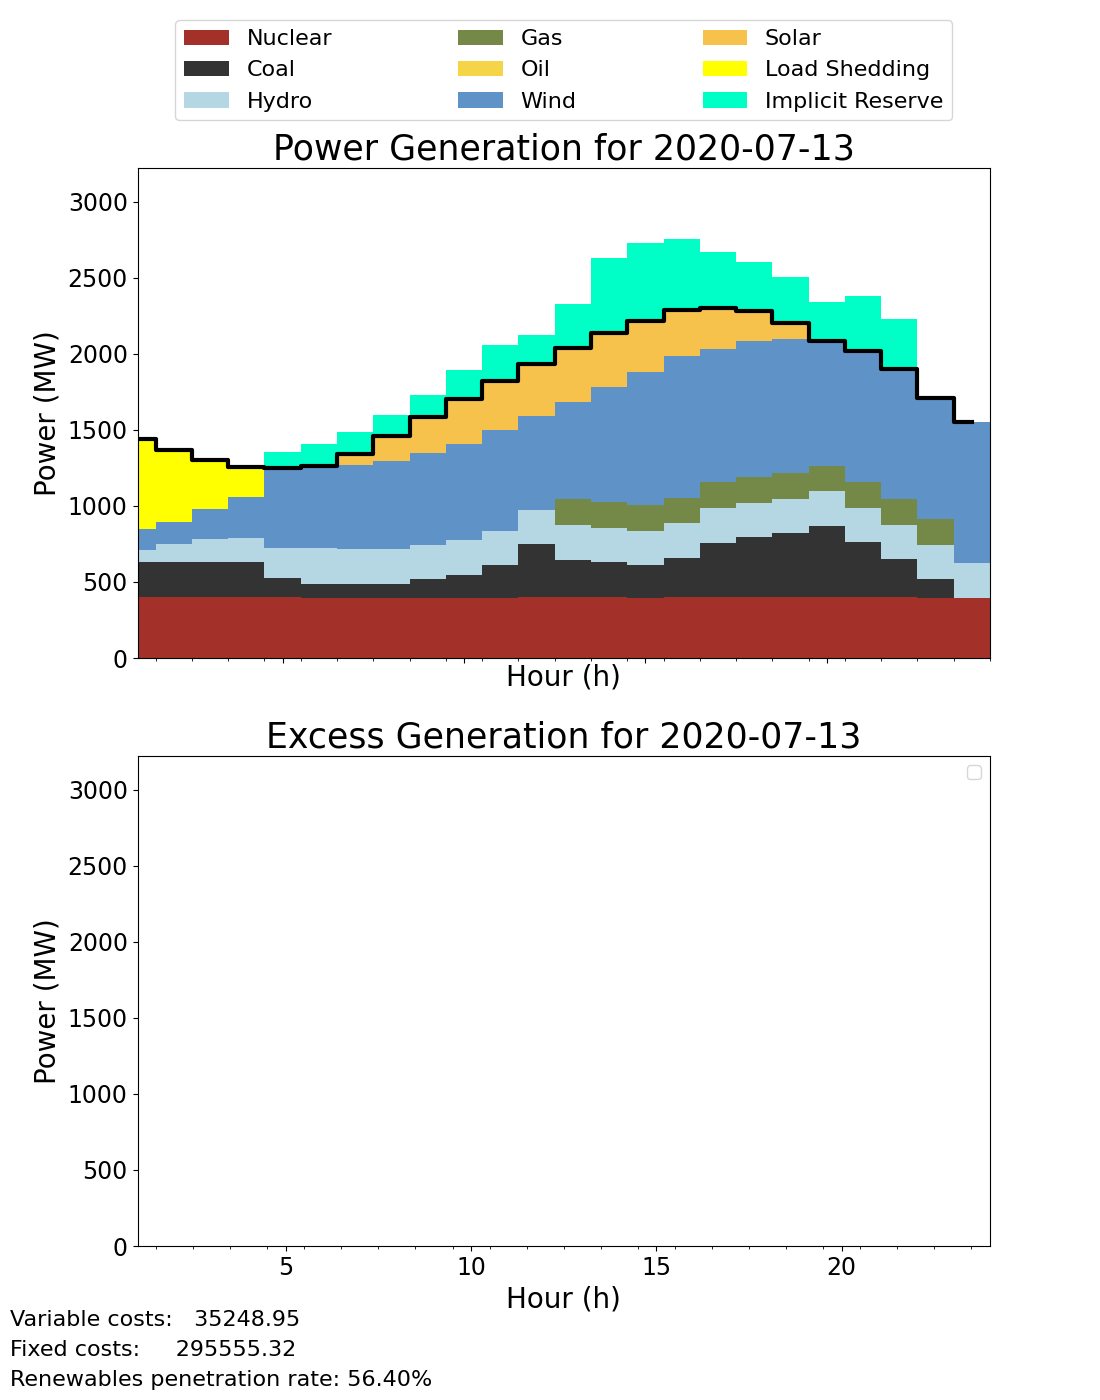 Nuclear Gas Solar
Coal Oil Load Shedding
Hydro Wind Implicit Reserve
Power Generation for 2020-07-13
3000
2500
2000
1500
1000
500
0
Power (MW)
Hour (h)
Excess Generation for 2020-07-13
3000
2500
2000
1500
1000
500
0
Power (MW)
5 10 15 20
Hour (h)
Variable costs: 35248.95
Fixed costs: 295555.32
Renewables penetration rate: 56.40%